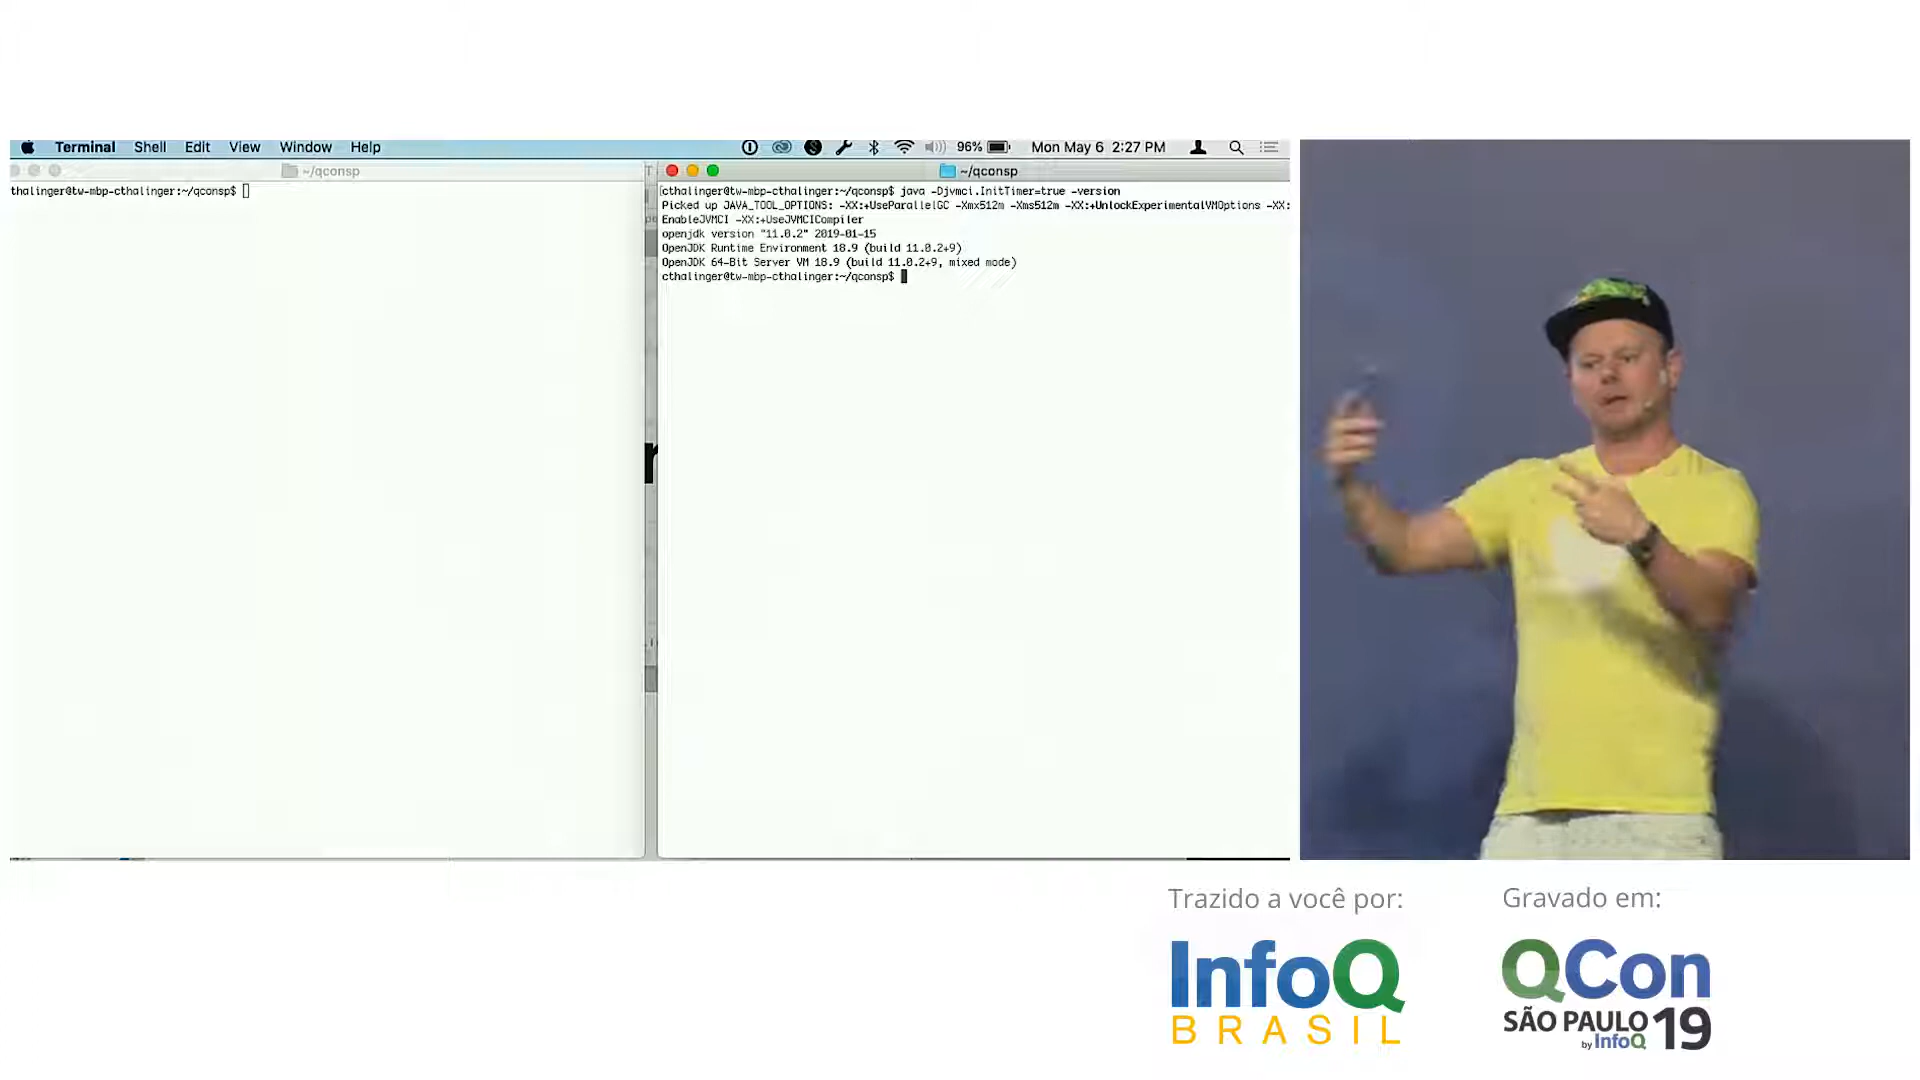 Terminal Shell Edit View Window Help 96% Mon May 6 2:27 PM
~/qconsp
thalinger@tw-mbp-cthalinger:~/qconsp$
~/qconsp
cthalinger@tw-mbp-cthalinger:~/qconsp$ java -Djvmci.InitTimer=true -version
Picked up JAVA_TOOL_OPTIONS: -XX:+UseParallelGC -Xmx512m -Xms512m -XX:+UnlockExperimentalVMOptions -XX:
EnableJVMCI -XX:+UseJVMCICompiler
openjdk version "11.0.2" 2019-01-15
OpenJDK Runtime Environment 18.9 (build 11.0.2+9)
OpenJDK 64-Bit Server VM 18.9 (build 11.0.2+9, mixed mode)
cthalinger@tw-mbp-cthalinger:~/qconsp$
Trazido a você por:
InfoQ
BRASIL
Gravado em:
QCon
SÃO PAULO 19
by InfoQ